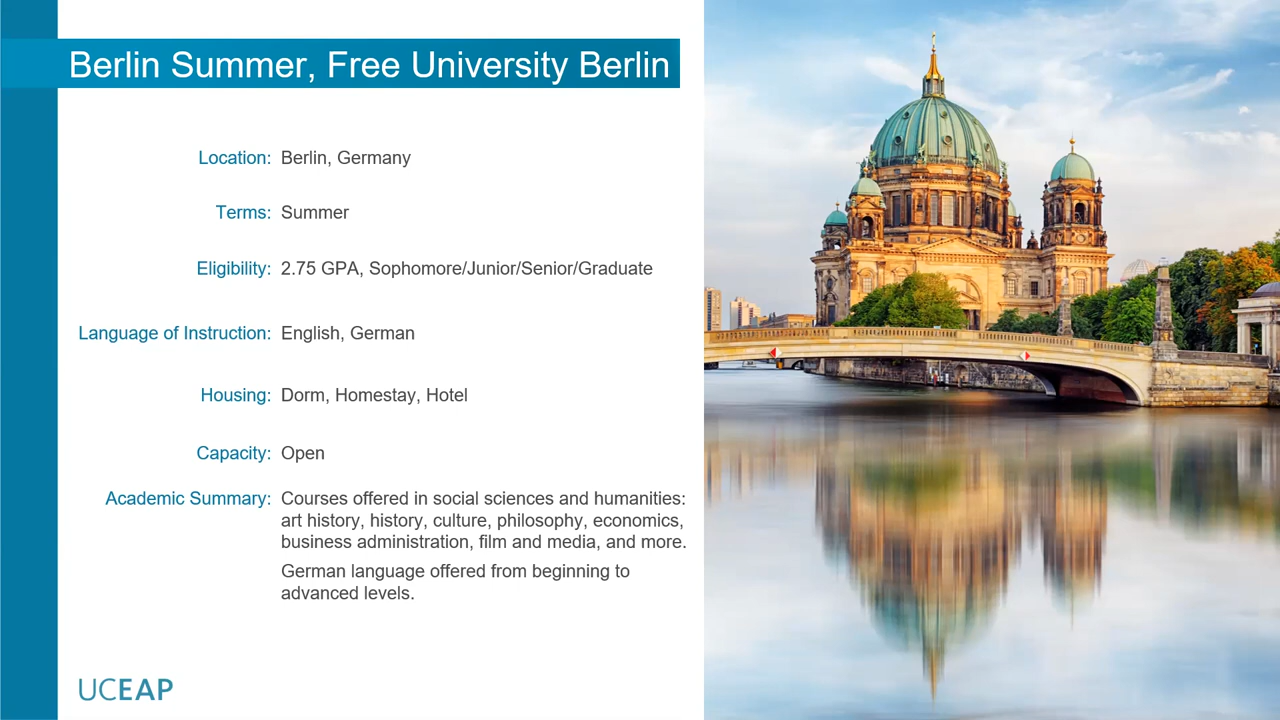 Berlin Summer, Free University Berlin
Location: Berlin, Germany
Terms: Summer
Eligibility: 2.75 GPA, Sophomore/Junior/Senior/Graduate
Language of Instruction: English, German
Housing: Dorm, Homestay, Hotel
Capacity: Open
Academic Summary: Courses offered in social sciences and humanities:
art history, history, culture, philosophy, economics,
business administration, film and media, and more.
German language offered from beginning to
advanced levels.
UCEAP